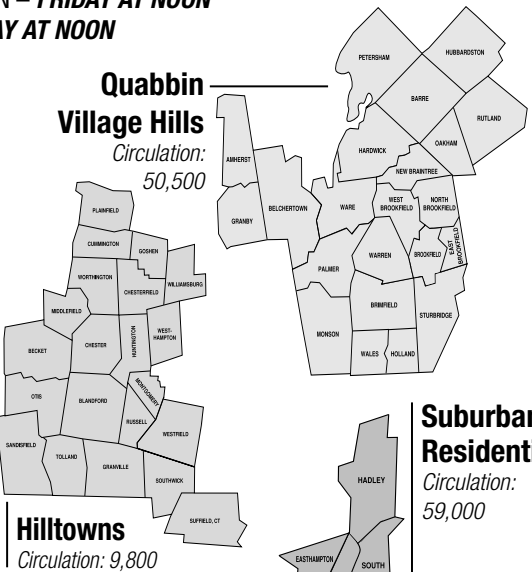 N – FRIDAY AT NOON
AY AT NOON
Quabbin
Village Hills
Circulation:
50,500
PETERSHAM
HUBBARDSTON
BARRE
RUTLAND
OAKHAM
HARDWICK
NEW BRAINTREE
AMHERST
BELCHERTOWN
GRANBY
WARE
WEST
BROOKFIELD
NORTH
BROOKFIELD
EAST
BROOKFIELD
BROOKFIELD
WARREN
PALMER
BRIMFIELD
STURBRIDGE
MONSON
WALES
HOLLAND
PLAINFIELD
CUMMINGTON
GOSHEN
WORTHINGTON
CHESTERFIELD
WILLIAMSBURG
MIDDLEFIELD
CHESTER
HUNTINGTON
WEST-
HAMPTON
BECKET
MONTGOMERY
OTIS
BLANDFORD
RUSSELL
WESTFIELD
SANDISFIELD
TOLLAND
GRANVILLE
SOUTHWICK
SUFFIELD, CT
Hilltowns
Circulation: 9,800
Suburban
Residenti
Circulation:
59,000
HADLEY
EASTHAMPTON
SOUTH